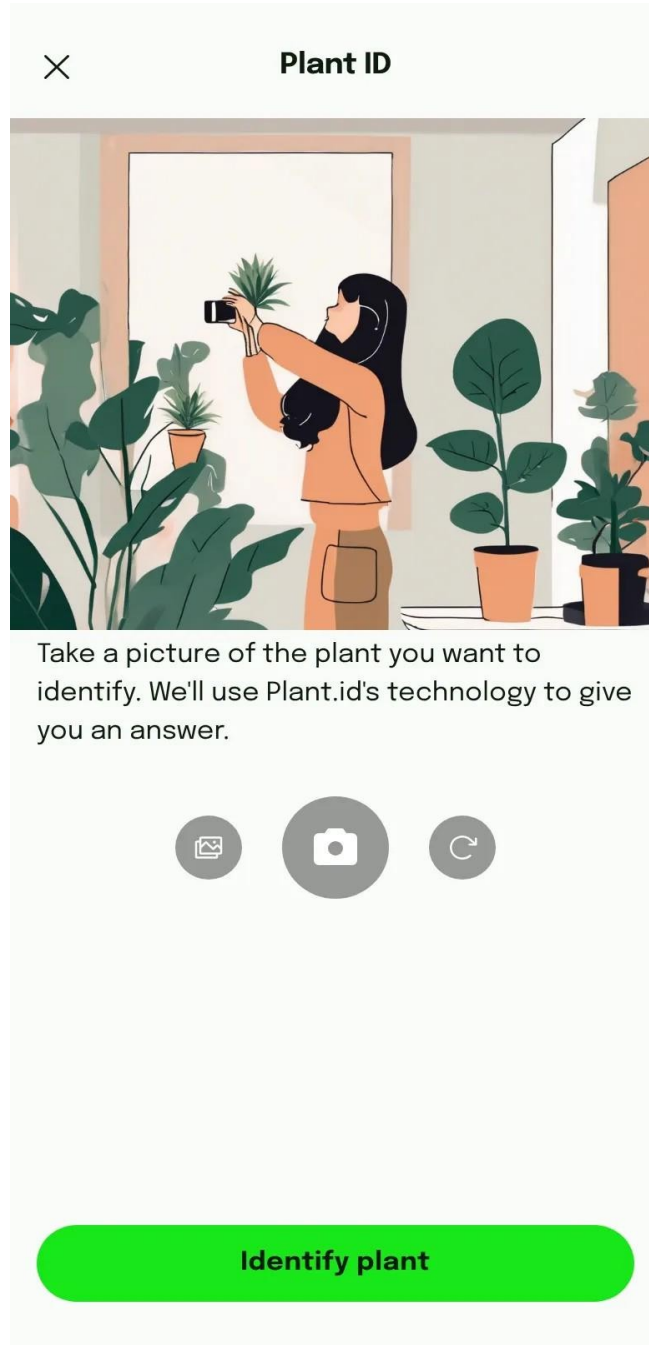 Plant ID
Take a picture of the plant you want to
identify. We'll use Plant.id's technology to give
you an answer.
Identify plant